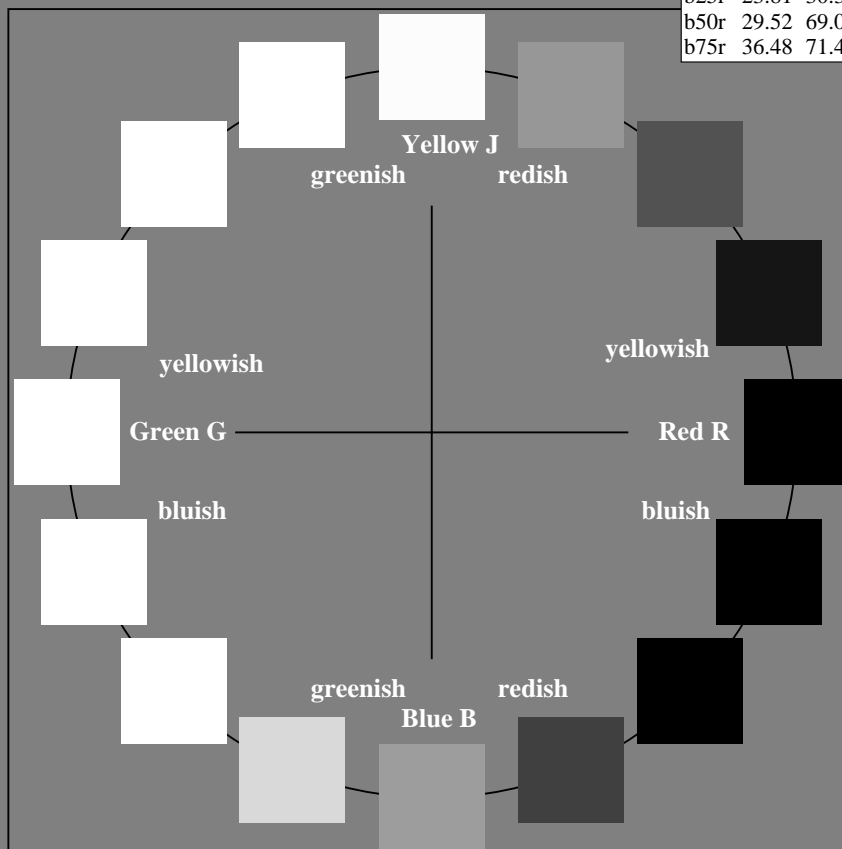 b50r 29.52 69.0
b75r 36.48 71.4
Yellow J
greenish redish
yellowish yellowish
Green G Red R
bluish bluish
greenish redish
Blue B